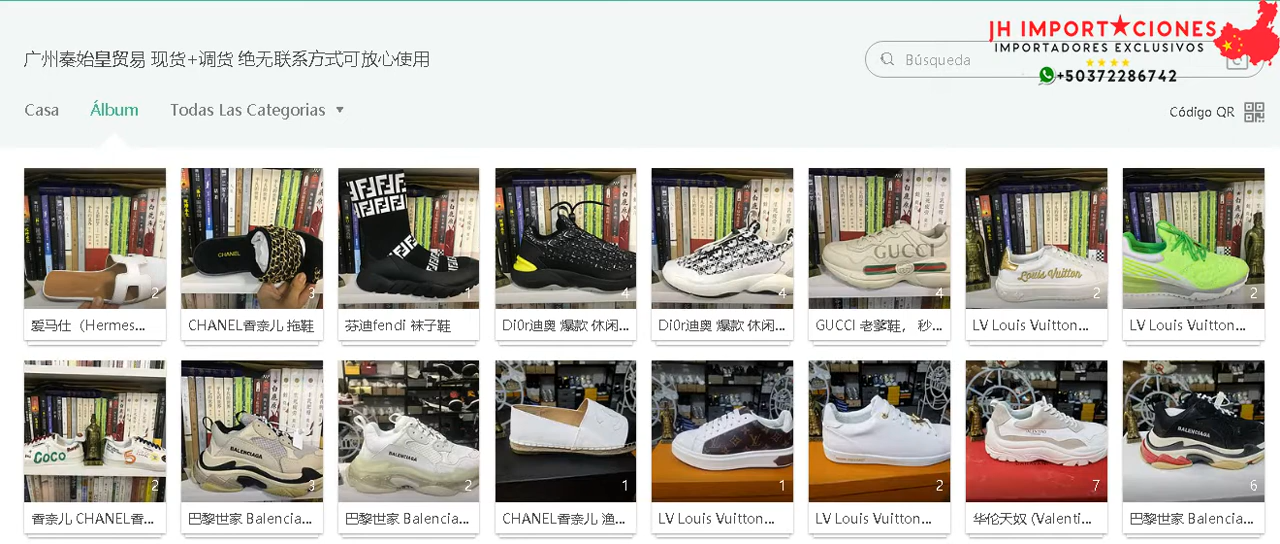 JH IMPORTACIONES
IMPORTADORES EXCLUSIVOS
+50372286742
广州秦始皇贸易 现货+调货 绝无联系方式可放心使用
Búsqueda
Casa
Álbum
Todas Las Categorias
Código QR
CHANEL
GUCCI
Louis Vuitton
2
3
1
4
4
4
2
2
爱马仕（Hermes...
CHANEL香奈儿 拖鞋
芬迪fendi 袜子鞋
Di0r迪奥 爆款 休闲...
Di0r迪奥 爆款 休闲...
GUCCI 老爹鞋， 秒...
LV Louis Vuitton...
LV Louis Vuitton...
COCO
BALENCIAGA
BALENCIAGA
BALENCIAGA
2
3
2
1
1
2
7
6
香奈儿 CHANEL香...
巴黎世家 Balencia...
巴黎世家 Balencia...
CHANEL香奈儿 渔...
LV Louis Vuitton...
LV Louis Vuitton...
华伦天奴 (Valenti...
巴黎世家 Balencia...